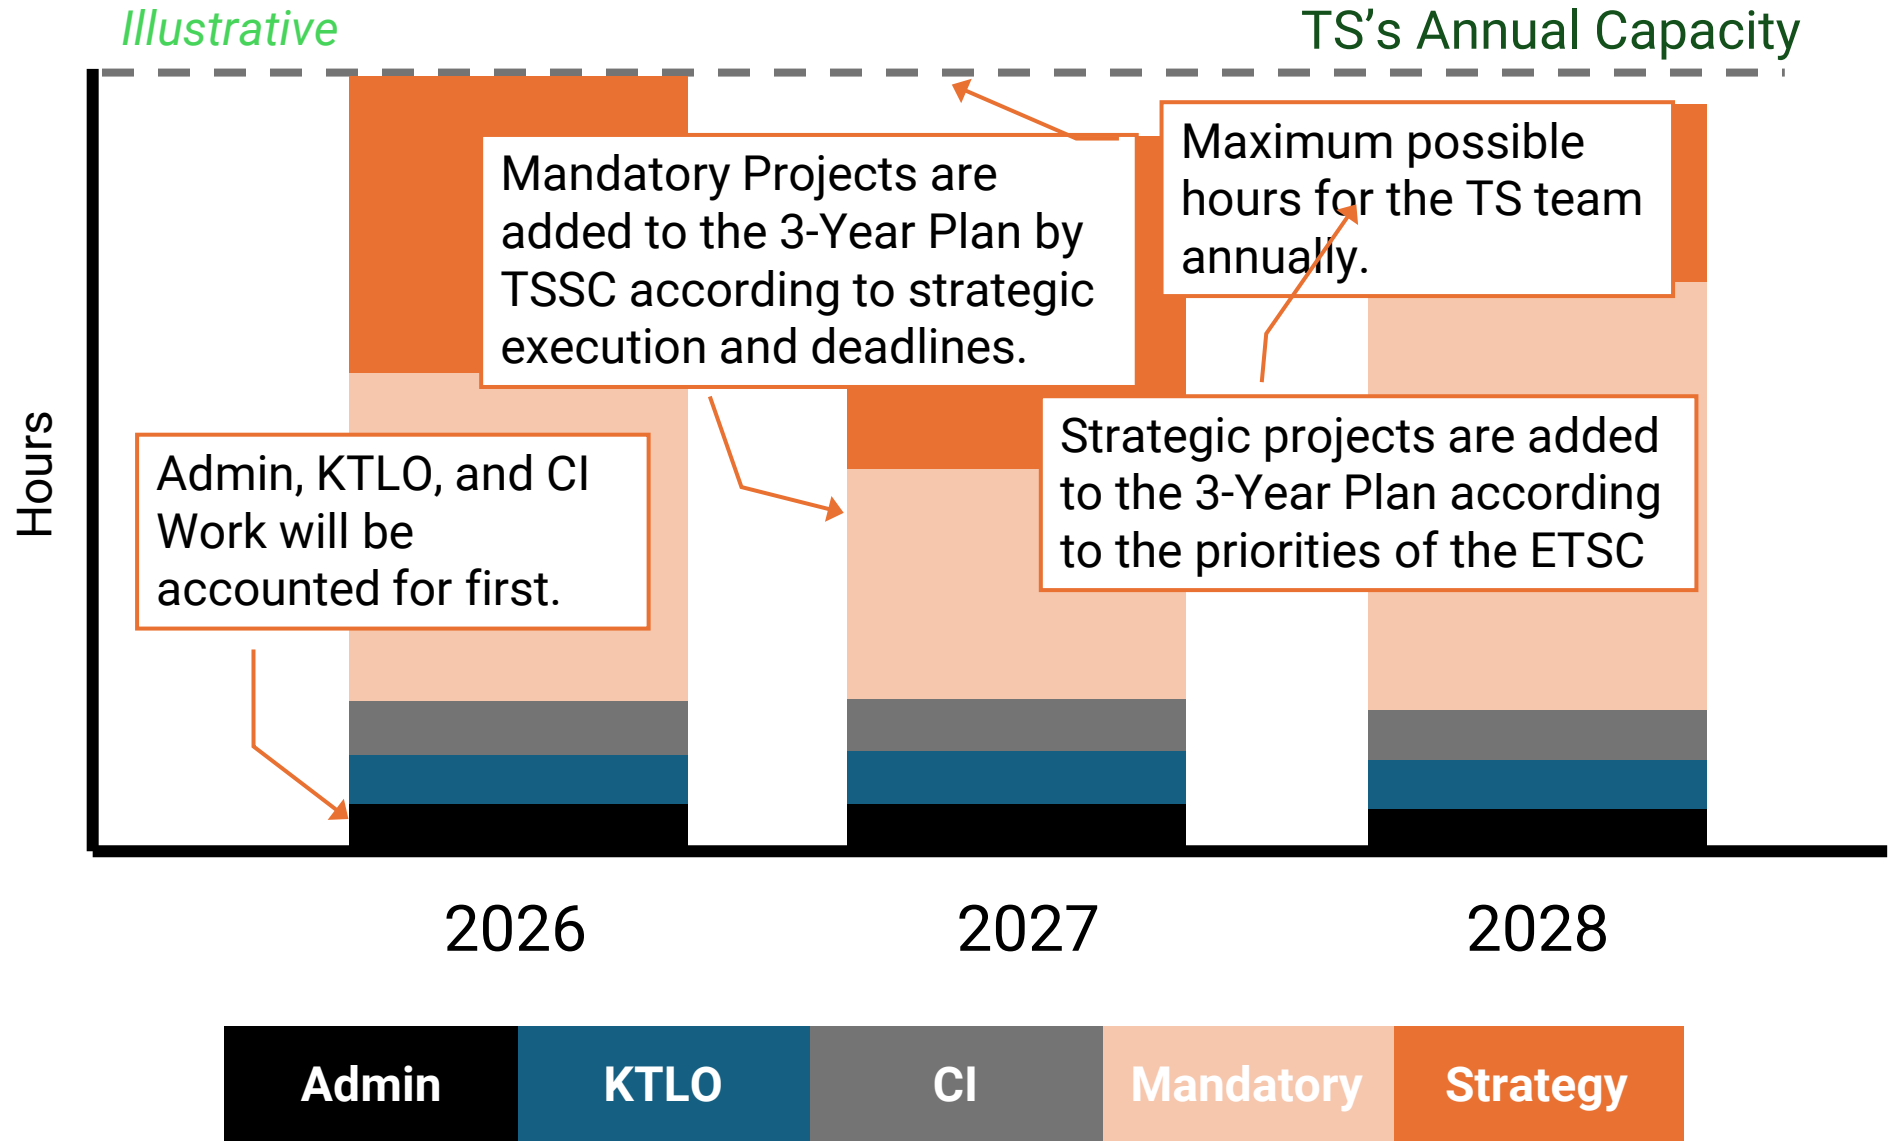 Illustrative
TS’s Annual Capacity
Maximum possible
hours for the TS team
annually.
Mandatory Projects are
added to the 3-Year Plan by
TSSC according to strategic
execution and deadlines.
Strategic projects are added
to the 3-Year Plan according
to the priorities of the ETSC
Admin, KTLO, and CI
Work will be
accounted for first.
Hours
2026
2027
2028
Admin
KTLO
CI
Mandatory
Strategy